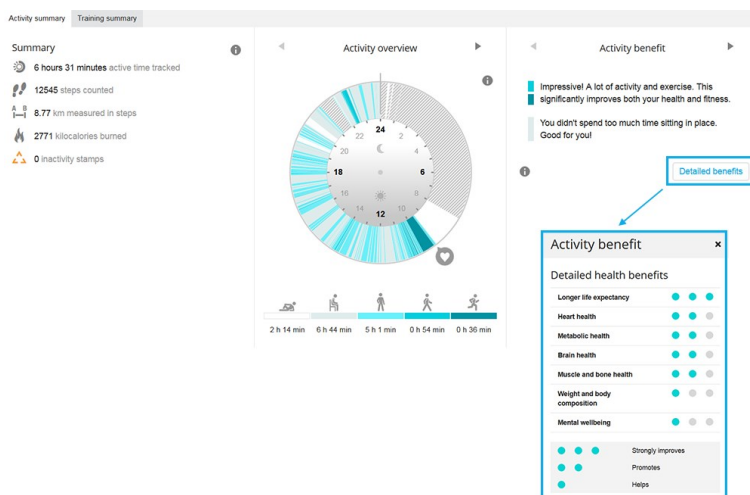 Activity summary
Training summary
Summary
6 hours 31 minutes active time tracked
12545 steps counted
A B
8.77 km measured in steps
2771 kilocalories burned
0 inactivity stamps
Activity overview
24
22
2
20
4
18
6
16
8
14
10
12
2 h 14 min
6 h 44 min
5 h 1 min
0 h 54 min
0 h 36 min
Activity benefit
Impressive! A lot of activity and exercise. This
significantly improves both your health and fitness.
You didn't spend too much time sitting in place.
Good for you!
Detailed benefits
Activity benefit
×
Detailed health benefits
Longer life expectancy
Heart health
Metabolic health
Brain health
Muscle and bone health
Weight and body
composition
Mental wellbeing
Strongly improves
Promotes
Helps